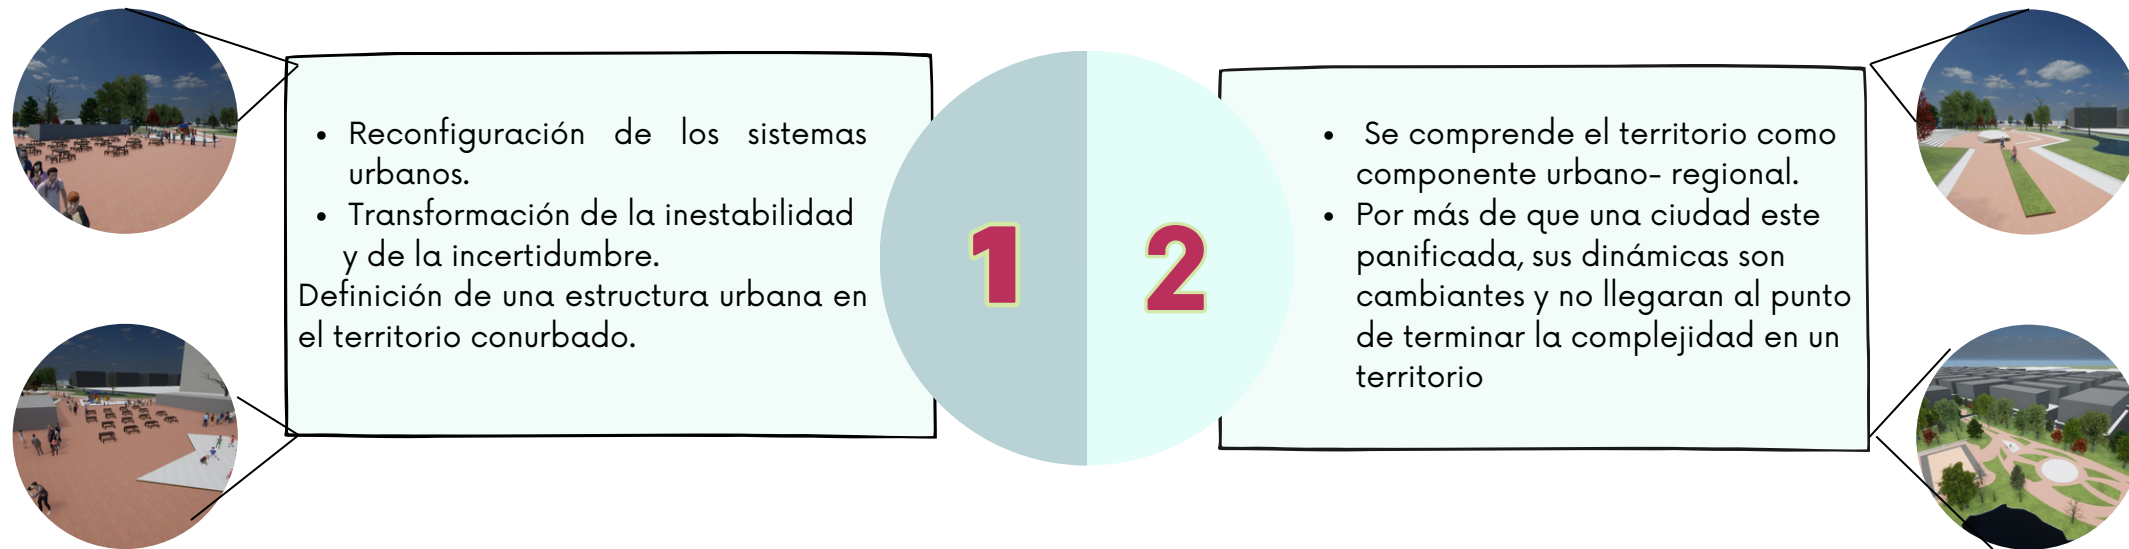 • Reconfiguración de los sistemas
urbanos.
• Transformación de la inestabilidad
y de la incertidumbre.
Definición de una estructura urbana en
el territorio conurbado.
1
2
• Se comprende el territorio como
componente urbano- regional.
• Por más de que una ciudad este
panificada, sus dinámicas son
cambiantes y no llegaran al punto
de terminar la complejidad en un
territorio